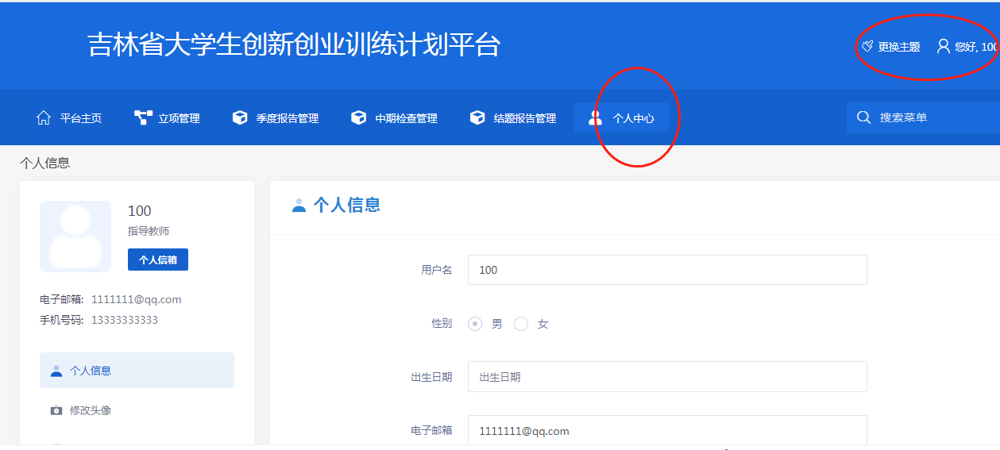 吉林省大学生创新创业训练计划平台
更换主题 您好, 100
平台主页 立项管理 季度报告管理 中期检查管理 结题报告管理 个人中心 搜索菜单
个人信息
100
指导教师
个人信箱
电子邮箱: 1111111@qq.com
手机号码: 13333333333
个人信息
修改头像
个人信息
用户名 100
性别 男 女
出生日期 出生日期
电子邮箱 1111111@qq.com